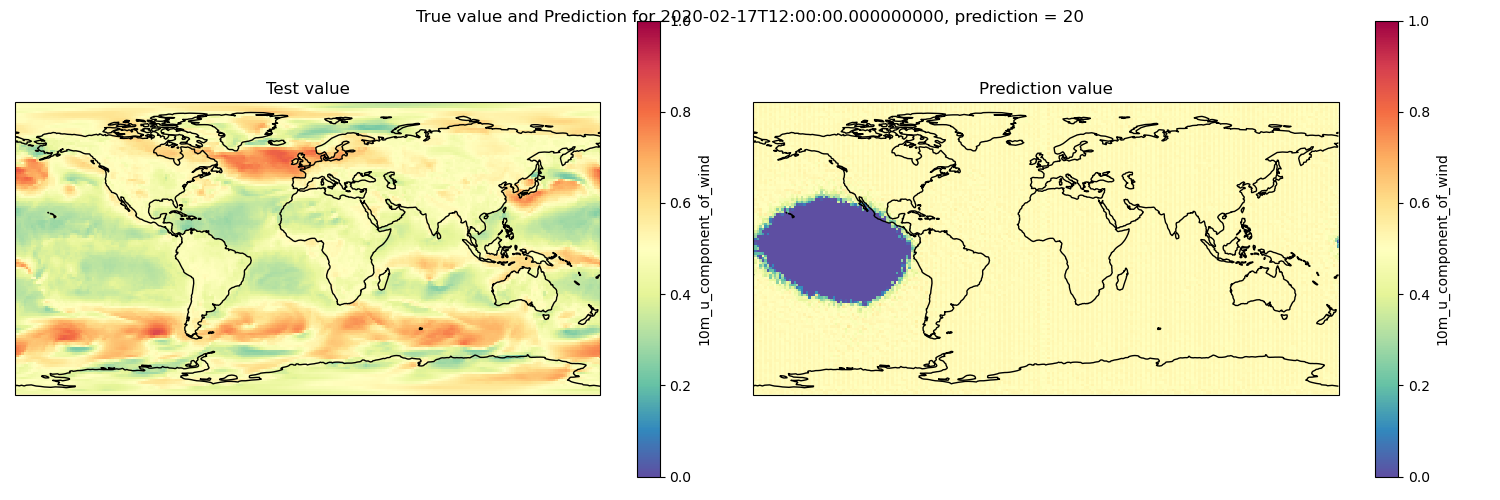 True value and Prediction for 2020-02-17T12:00:00.000000000, prediction = 20
Test value
1.0
0.8
0.6
0.4
0.2
0.0
10m_u_component_of_wind
Prediction value
1.0
0.8
0.6
0.4
0.2
0.0
10m_u_component_of_wind